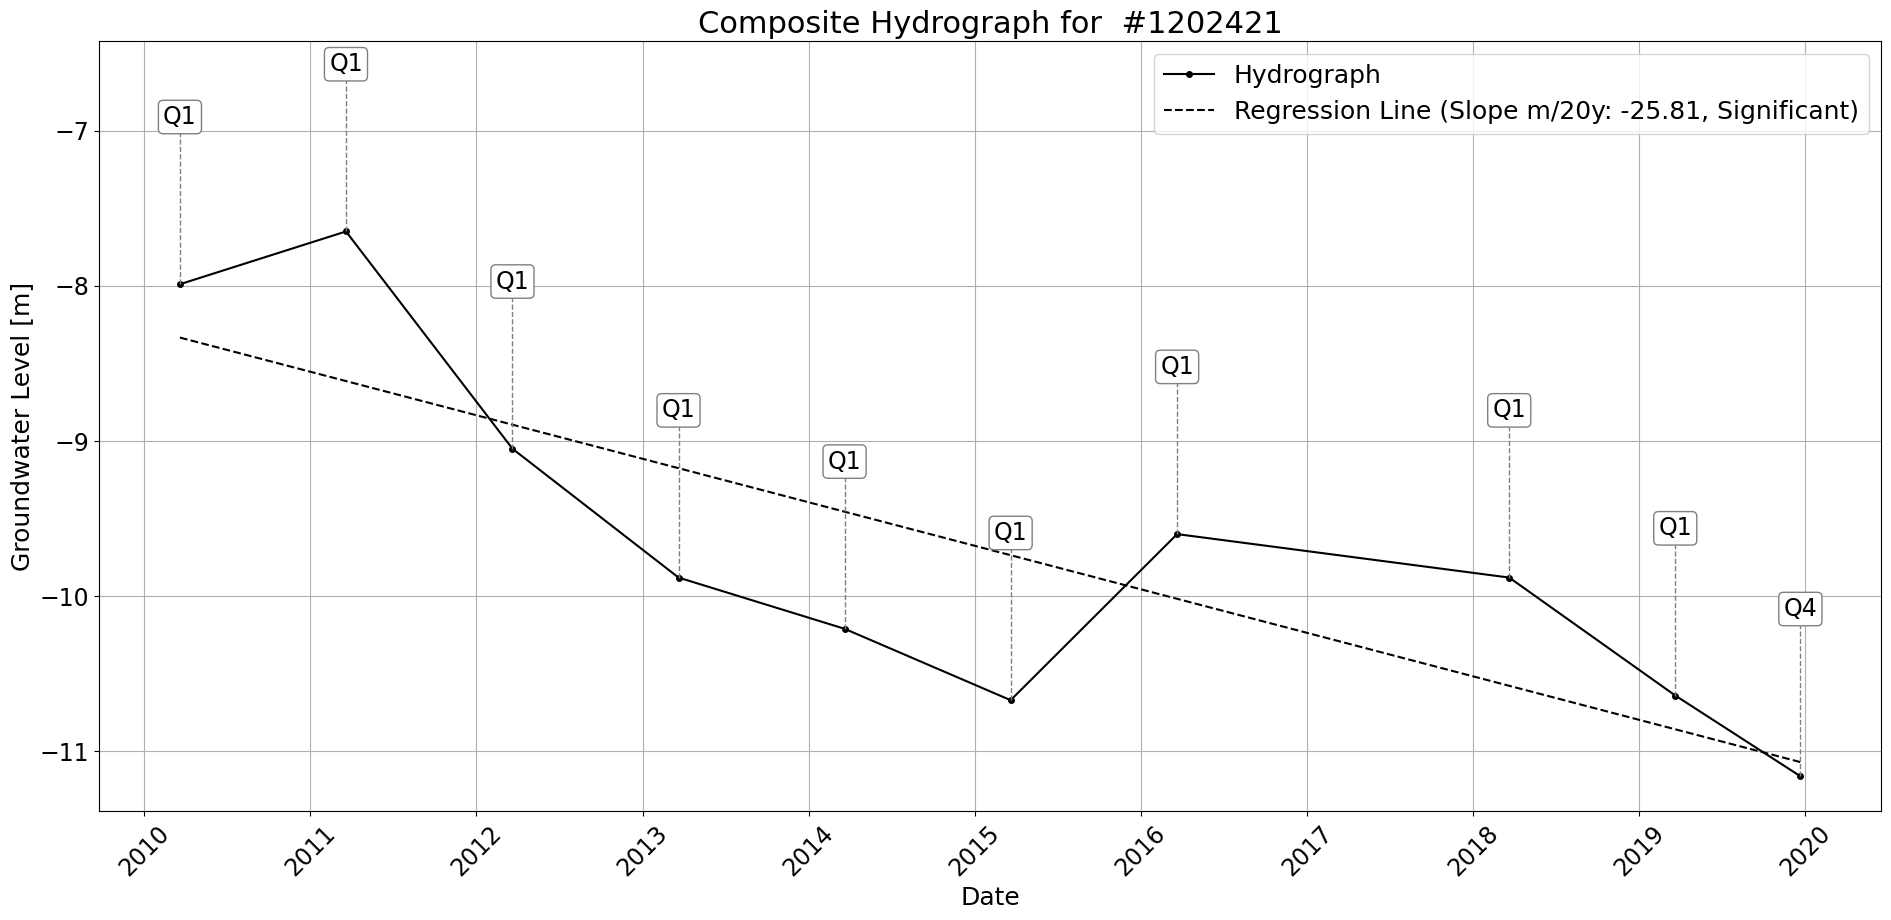 Composite Hydrograph for  #1202421
Hydrograph
Regression Line (Slope m/20y: -25.81, Significant)
Q1
Q1
Q1
Q1
Q1
Q1
Q1
Q1
Q1
Q4
Groundwater Level [m]
−7
−8
−9
−10
−11
2010
2011
2012
2013
2014
2015
2016
2017
2018
2019
2020
Date